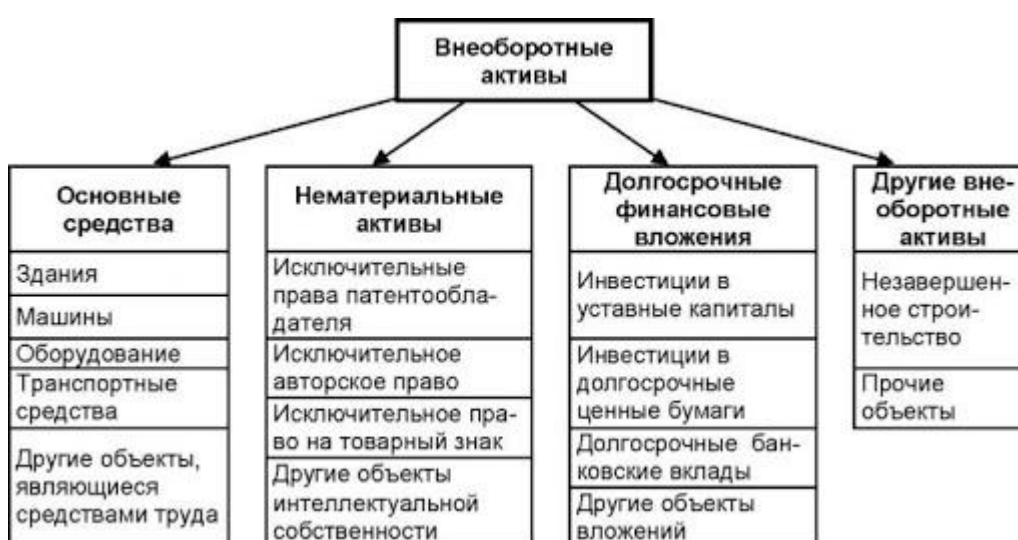 Внеоборотные
активы
Основные
средства
Здания
Машины
Оборудование
Транспортные
средства
Другие объекты,
являющиеся
средствами труда
Нематериальные
активы
Исключительные
права патентообла-
дателя
Исключительное
авторское право
Исключительное пра-
во на товарный знак
Другие объекты
интеллектуальной
собственности
Долгосрочные
финансовые
вложения
Инвестиции в
уставные капиталы
Инвестиции в
долгосрочные
ценные бумаги
Долгосрочные бан-
ковские вклады
Другие объекты
вложений
Другие вне-
оборотные
активы
Незавершен-
ное строи-
тельство
Прочие
объекты